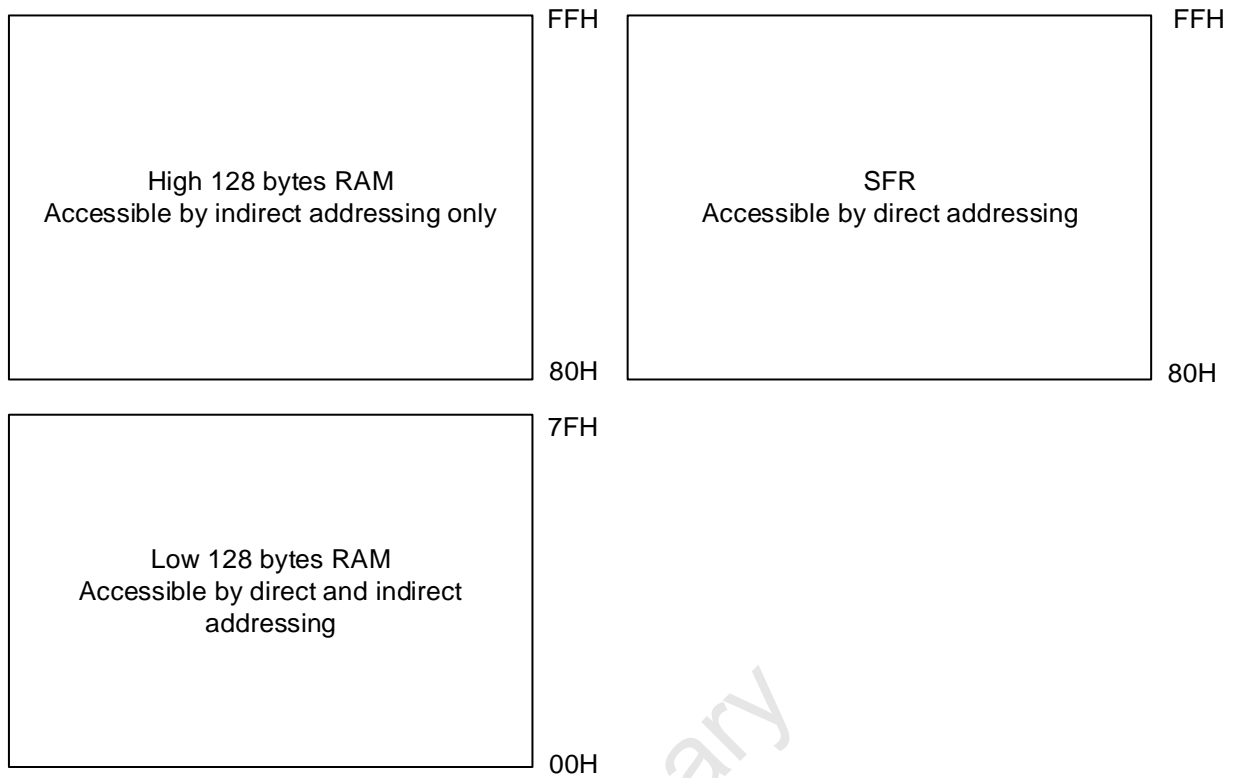 FFH
High 128 bytes RAM
Accessible by indirect addressing only
80H
FFH
SFR
Accessible by direct addressing
80H
7FH
Low 128 bytes RAM
Accessible by direct and indirect
addressing
00H
ary